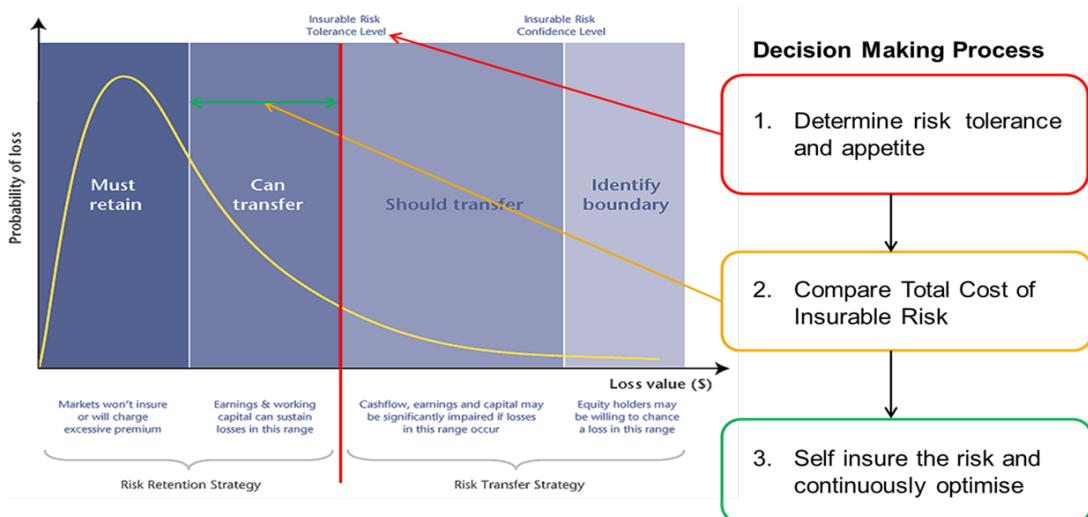 Insurable Risk
Tolerance Level
Insurable Risk
Confidence Level
Probability of loss
Must
retain
Can
transfer
Should transfer
Identify
boundary
Loss value ($)
Markets won't insure
or will charge
excessive premium
Earnings & working
capital can sustain
losses in this range
Cashflow, earnings and capital may
be significantly impaired if losses
in this range occur
Equity holders may
be willing to chance
a loss in this range
Risk Retention Strategy
Risk Transfer Strategy
Decision Making Process
1. Determine risk tolerance
and appetite
2. Compare Total Cost of
Insurable Risk
3. Self insure the risk and
continuously optimise